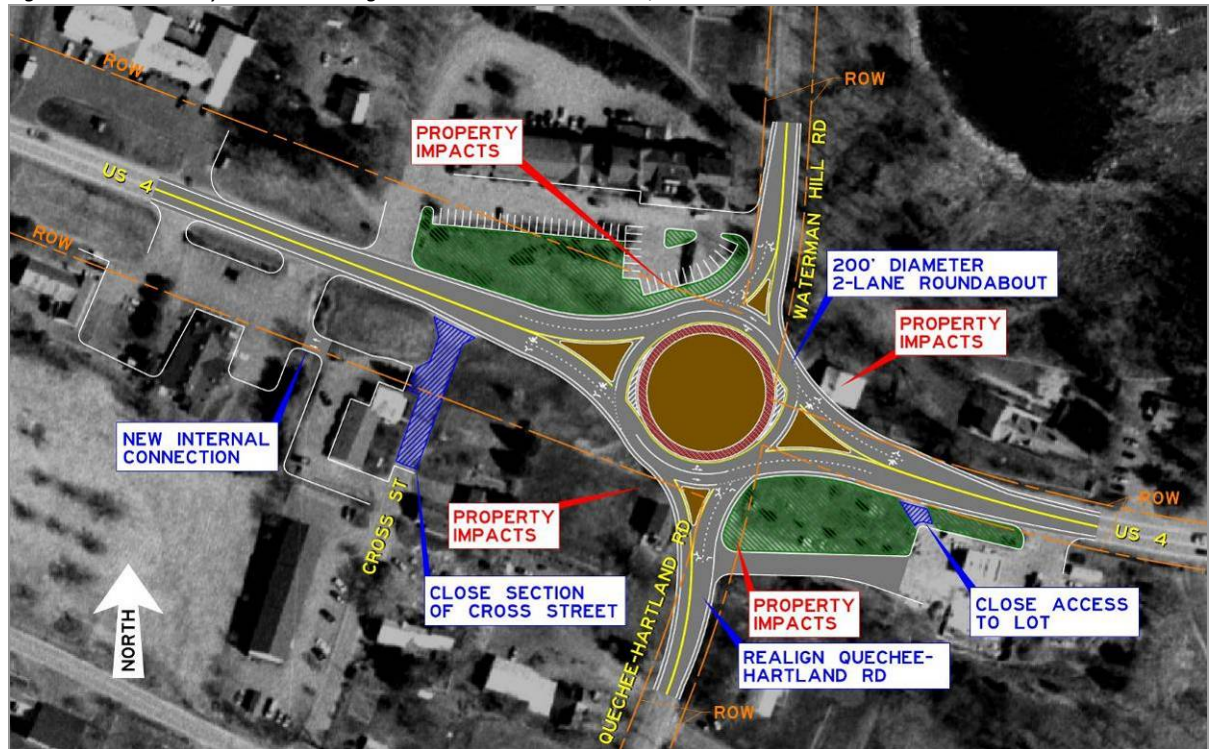 ROW
ROW
PROPERTY
IMPACTS
WATERMAN HILL RD
US 4
ROW
200' DIAMETER
2-LANE ROUNDABOUT
PROPERTY
IMPACTS
NEW INTERNAL
CONNECTION
CROSS ST
PROPERTY
IMPACTS
ROW
US 4
CLOSE SECTION
OF CROSS STREET
QUECHEE-HARTLAND RD
PROPERTY
IMPACTS
CLOSE ACCESS
TO LOT
REALIGN QUECHEE-
HARTLAND RD
NORTH
ROW